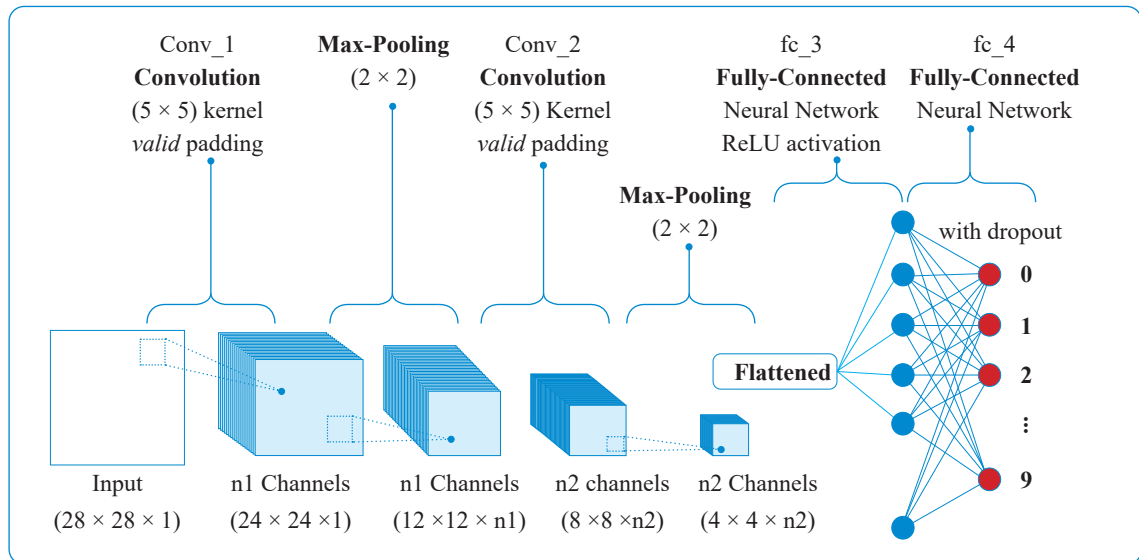 Conv_1
Convolution
(5 × 5) kernel
valid padding
Max-Pooling
(2 × 2)
Conv_2
Convolution
(5 × 5) Kernel
valid padding
Max-Pooling
(2 × 2)
fc_3
Fully-Connected
Neural Network
ReLU activation
fc_4
Fully-Connected
Neural Network
with dropout
0
1
2
⋮
9
Flattened
Input
(28 × 28 × 1)
n1 Channels
(24 × 24 ×1)
n1 Channels
(12 ×12 × n1)
n2 channels
(8 ×8 ×n2)
n2 Channels
(4 × 4 × n2)